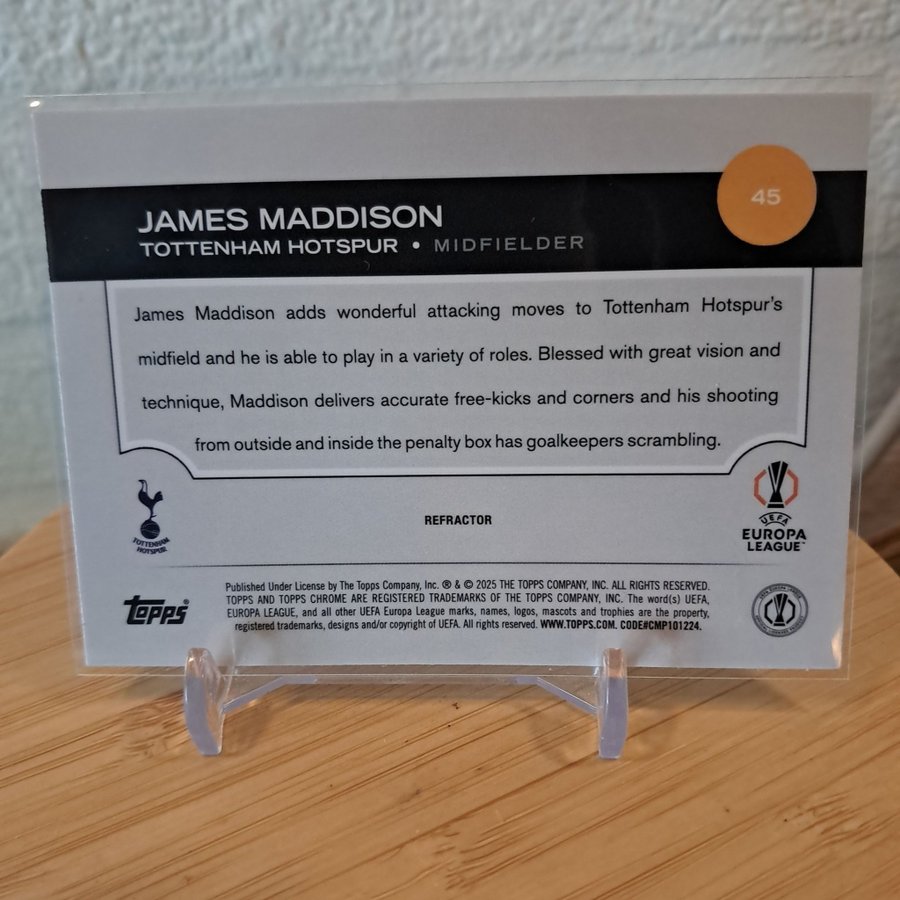 45
JAMES MADDISON
TOTTENHAM HOTSPUR • MIDFIELDER
James Maddison adds wonderful attacking moves to Tottenham Hotspur's
midfield and he is able to play in a variety of roles. Blessed with great vision and
technique, Maddison delivers accurate free-kicks and corners and his shooting
from outside and inside the penalty box has goalkeepers scrambling.
TOTTENHAM
HOTSPUR
REFRACTOR
UEFA
EUROPA
LEAGUE™
topps®
Published Under License by The Topps Company, Inc. ® & © 2025 THE TOPPS COMPANY, INC. ALL RIGHTS RESERVED.
TOPPS AND TOPPS CHROME ARE REGISTERED TRADEMARKS OF THE TOPPS COMPANY, INC. The word(s) UEFA,
EUROPA LEAGUE, and all other UEFA Europa League marks, names, logos, mascots and trophies are the property,
registered trademarks, designs and/or copyright of UEFA. All rights reserved. WWW.TOPPS.COM. CODE#CMP101224.